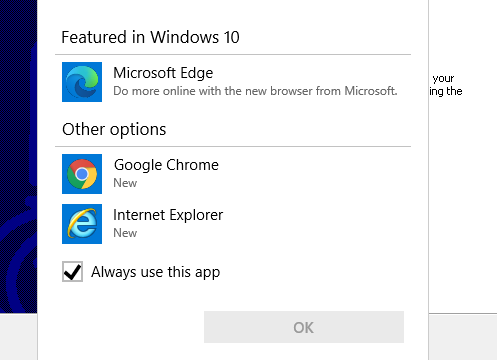 Featured in Windows 10
Microsoft Edge
Do more online with the new browser from Microsoft.
your
ing the
Other options
Google Chrome
New
Internet Explorer
New
Always use this app
OK